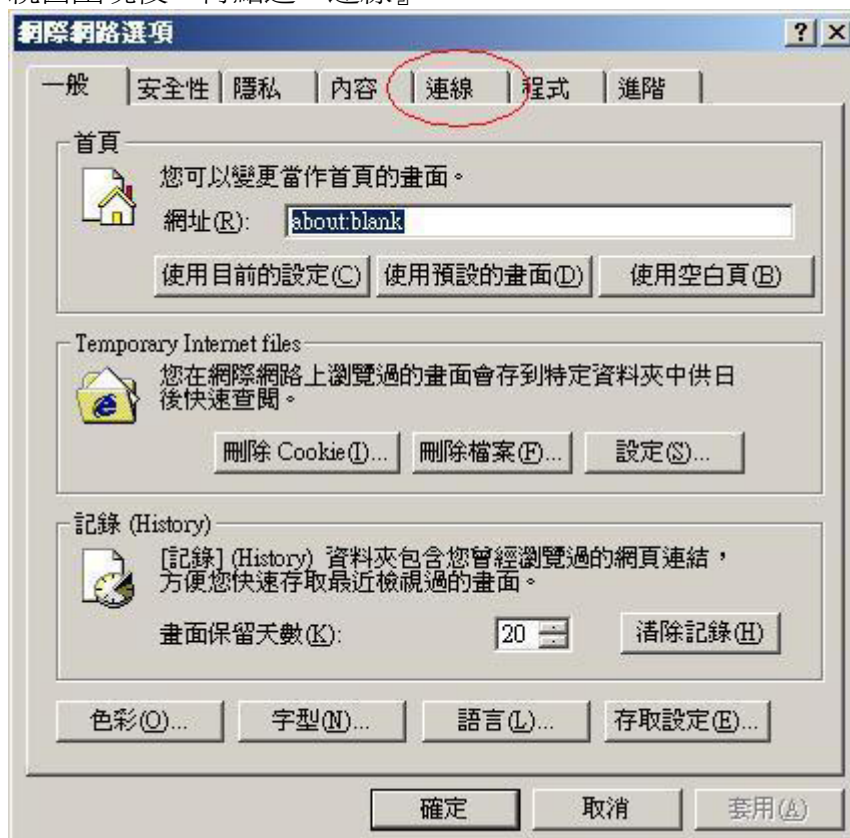 網際網路選項
一般 安全性 隱私 內容 連線 程式 進階
首頁
您可以變更當作首頁的畫面。
網址(R): about:blank
使用目前的設定(C) 使用預設的畫面(D) 使用空白頁(B)
Temporary Internet files
您在網際網路上瀏覽過的畫面會存到特定資料夾中供日
後快速查閱。
刪除 Cookie(I)... 刪除檔案(F)... 設定(S)...
記錄 (History)
[記錄] (History) 資料夾包含您曾經瀏覽過的網頁連結，
方便您快速存取最近檢視過的畫面。
畫面保留天數(K): 20 清除記錄(H)
色彩(O)... 字型(N)... 語言(L)... 存取設定(E)...
確定 取消 套用(A)